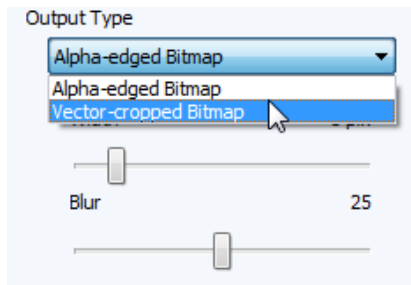 Output Type
Alpha-edged Bitmap
Alpha-edged Bitmap
Vector-cropped Bitmap
Blur 25